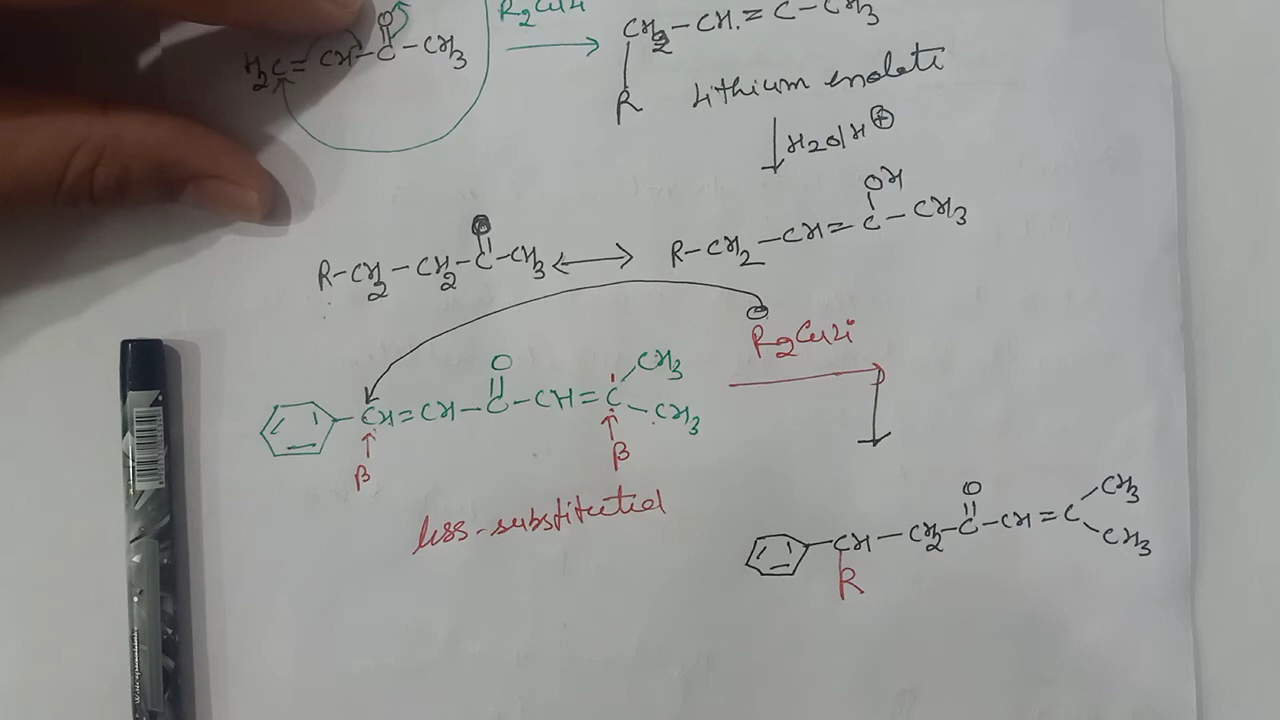 R₂CuLi
H₂C=CH-C-CH₃
O
CH₂-CH=C-CH₃
R
Lithium enolate
H₂O/H⊕
OH
R-CH₂-CH₂-C-CH₃ ⟷ R-CH₂-CH=C-CH₃
O
⊖
R₂CuLi
O
CH₃
CH=CH-C-CH=C
CH₃
β
β
less-substituted
O
CH₃
CH-CH₂-C-CH=C
CH₃
R